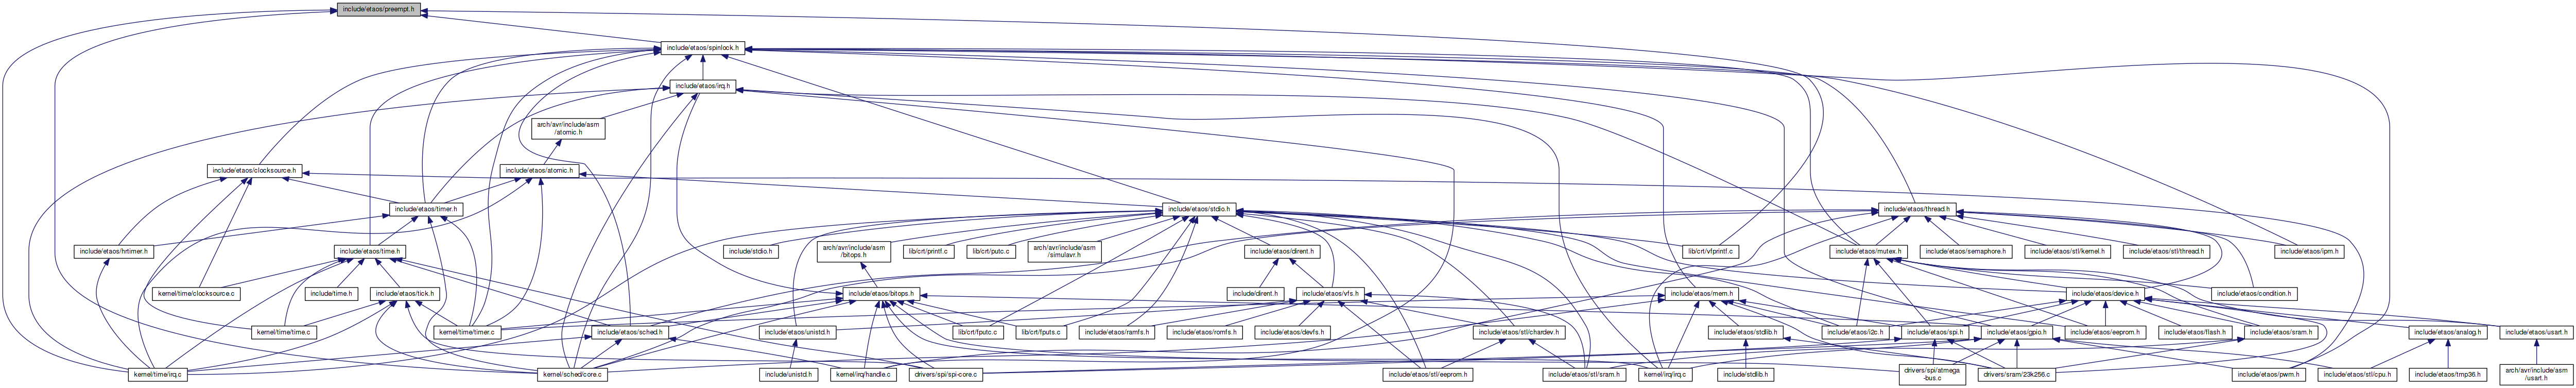 include/etaos/preempt.h
include/etaos/spinlock.h
include/etaos/irq.h
arch/avr/include/asm
/atomic.h
include/etaos/clocksource.h
include/etaos/atomic.h
include/etaos/timer.h
include/etaos/stdio.h
include/etaos/thread.h
include/etaos/hrtimer.h
include/etaos/time.h
include/stdio.h
arch/avr/include/asm
/bitops.h
lib/crt/printf.c
lib/crt/putc.c
arch/avr/include/asm
/simulavr.h
include/etaos/dirent.h
lib/crt/vfprintf.c
include/etaos/mutex.h
include/etaos/semaphore.h
include/etaos/stl/kernel.h
include/etaos/stl/thread.h
include/etaos/ipm.h
kernel/time/clocksource.c
include/time.h
include/etaos/tick.h
include/etaos/bitops.h
include/dirent.h
include/etaos/vfs.h
include/etaos/mem.h
include/etaos/device.h
include/etaos/condition.h
kernel/time/time.c
kernel/time/timer.c
include/etaos/sched.h
include/etaos/unistd.h
lib/crt/fputc.c
lib/crt/fputs.c
include/etaos/ramfs.h
include/etaos/romfs.h
include/etaos/devfs.h
include/etaos/stl/chardev.h
include/etaos/stdlib.h
include/etaos/i2c.h
include/etaos/spi.h
include/etaos/gpio.h
include/etaos/eeprom.h
include/etaos/flash.h
include/etaos/sram.h
include/etaos/analog.h
include/etaos/usart.h
kernel/time/irq.c
kernel/sched/core.c
include/unistd.h
kernel/irq/handle.c
drivers/spi/spi-core.c
include/etaos/stl/eeprom.h
include/etaos/stl/sram.h
kernel/irq/irq.c
include/stdlib.h
drivers/spi/atmega
-bus.c
drivers/sram/23k256.c
include/etaos/pwm.h
include/etaos/stl/cpu.h
include/etaos/tmp36.h
arch/avr/include/asm
/usart.h